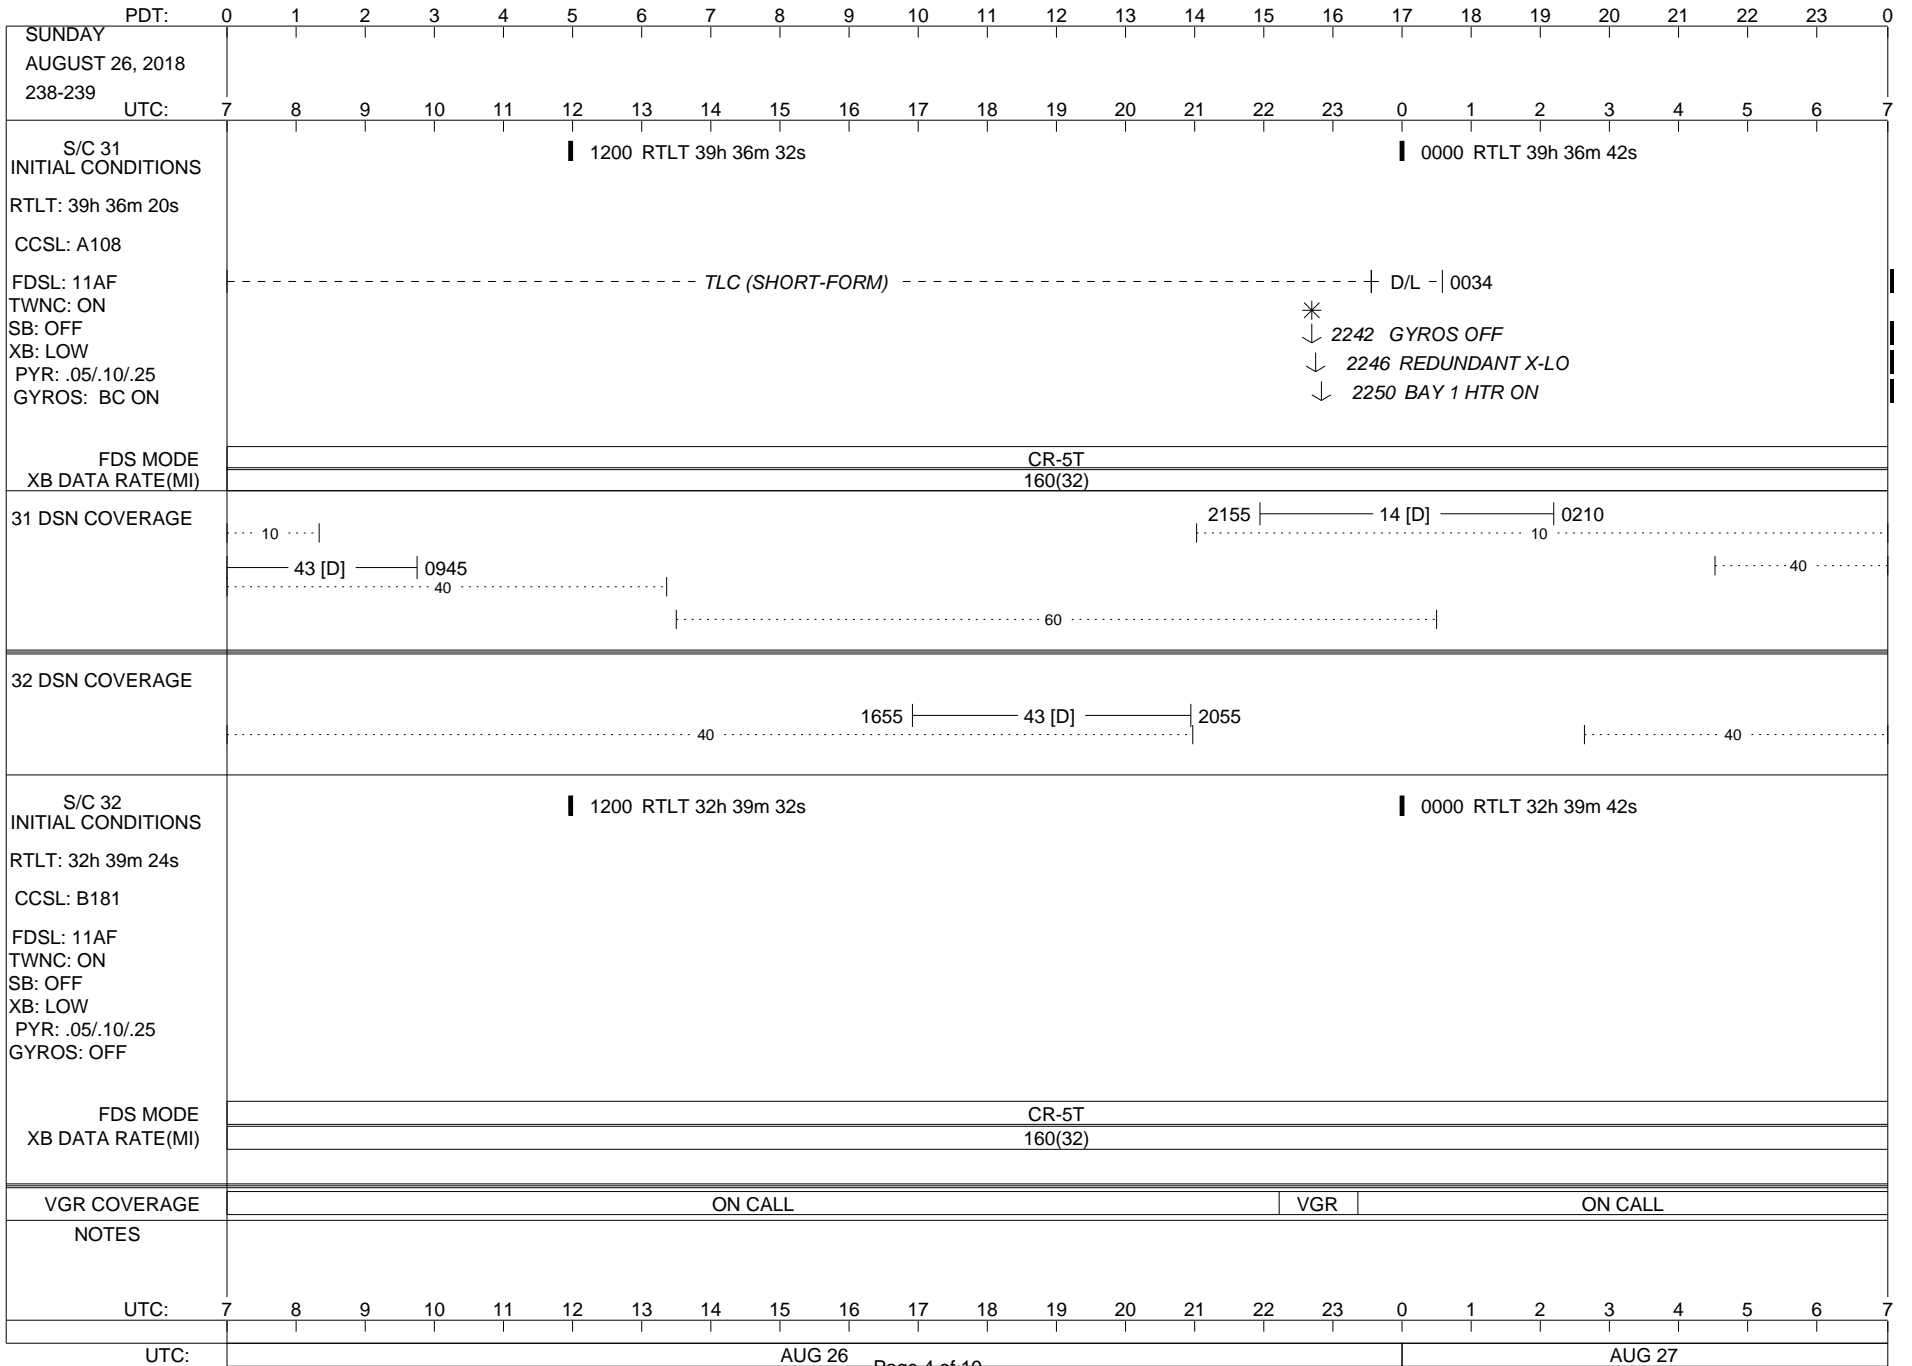 PDT: 0 1 2 3 4 5 6 7 8 9 10 11 12 13 14 15 16 17 18 19 20 21 22 23 0
SUNDAY
AUGUST 26, 2018
238-239
UTC: 7 8 9 10 11 12 13 14 15 16 17 18 19 20 21 22 23 0 1 2 3 4 5 6 7
S/C 31
INITIAL CONDITIONS
1200 RTLT 39h 36m 32s
0000 RTLT 39h 36m 42s
RTLT: 39h 36m 20s
CCSL: A108
FDSL: 11AF
TLC (SHORT-FORM)
D/L
0034
TWNC: ON
SB: OFF
2242 GYROS OFF
XB: LOW
2246 REDUNDANT X-LO
PYR: .05/.10/.25
GYROS: BC ON
2250 BAY 1 HTR ON
FDS MODE
CR-5T
XB DATA RATE(MI)
160(32)
31 DSN COVERAGE
2155 14 [D] 0210
10
10
43 [D] 0945
40
40
60
32 DSN COVERAGE
1655 43 [D] 2055
40
40
S/C 32
INITIAL CONDITIONS
1200 RTLT 32h 39m 32s
0000 RTLT 32h 39m 42s
RTLT: 32h 39m 24s
CCSL: B181
FDSL: 11AF
TWNC: ON
SB: OFF
XB: LOW
PYR: .05/.10/.25
GYROS: OFF
FDS MODE
CR-5T
XB DATA RATE(MI)
160(32)
VGR COVERAGE
ON CALL
VGR
ON CALL
NOTES
UTC: 7 8 9 10 11 12 13 14 15 16 17 18 19 20 21 22 23 0 1 2 3 4 5 6 7
UTC:
AUG 26
AUG 27
Page 4 of 19